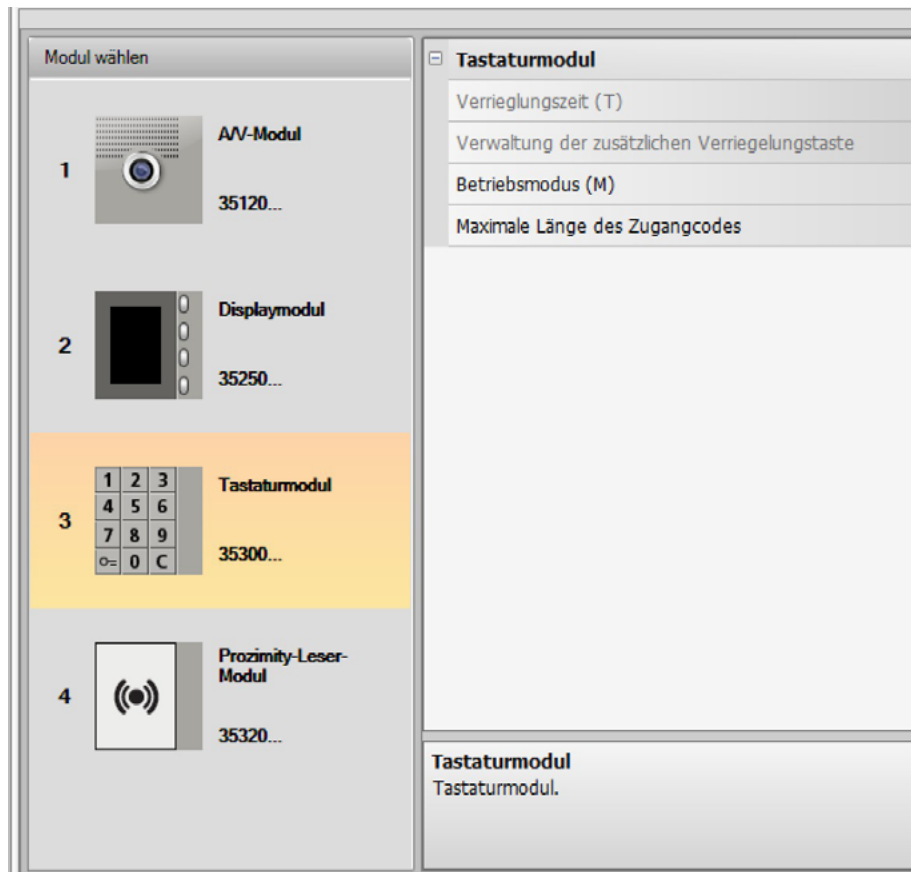 Modul wählen
1
A/V-Modul
35120...
2
Displaymodul
35250...
3
1 2 3
4 5 6
7 8 9
0 C
Tastaturmodul
35300...
4
Prozimity-Leser-
Modul
35320...
Tastaturmodul
Verrieglungszeit (T)
Verwaltung der zusätzlichen Verriegelungstaste
Betriebsmodus (M)
Maximale Länge des Zugangcodes
Tastaturmodul
Tastaturmodul.